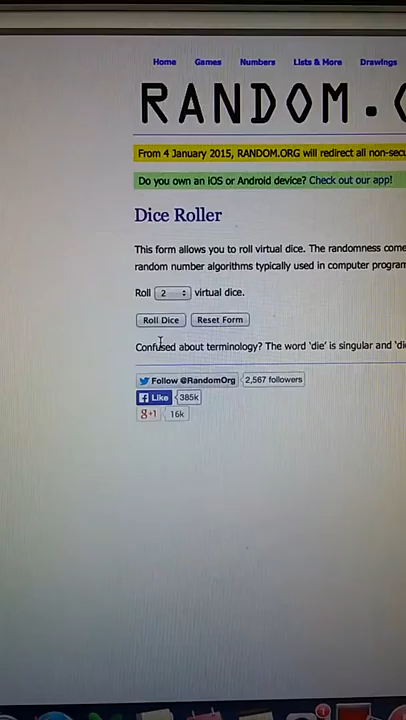 Home Games Numbers Lists & More Drawings
RANDOM.
From 4 January 2015, RANDOM.ORG will redirect all non-sec
Do you own an iOS or Android device? Check out our app!
Dice Roller
This form allows you to roll virtual dice. The randomness come
random number algorithms typically used in computer program
Roll 2 virtual dice.
Roll Dice Reset Form
Confused about terminology? The word 'die' is singular and 'di
Follow @RandomOrg 2,567 followers
Like 385k
g+1 16k